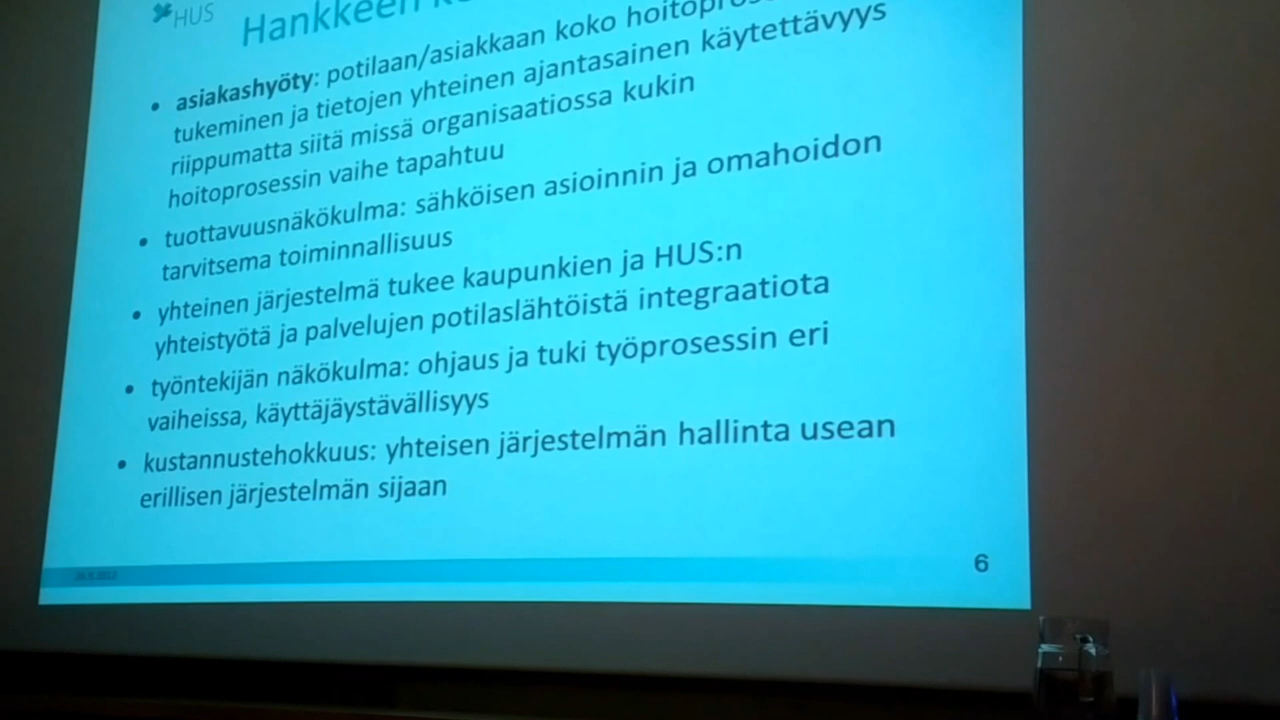 HUS
Hankkeen
• asiakashyöty: potilaan/asiakkaan koko
tukeminen ja tietojen yhteinen ajantasainen käytettävyys
riippumatta siitä missä organisaatiossa kukin
hoitoprosessin vaihe tapahtuu
• tuottavuusnäkökulma: sähköisen asioinnin ja omahoidon
tarvitsema toiminnallisuus
• yhteinen järjestelmä tukee kaupunkien ja HUS:n
yhteistyötä ja palvelujen potilaslähtöistä integraatiota
• työntekijän näkökulma: ohjaus ja tuki työprosessin eri
vaiheissa, käyttäjäystävällisyys
• kustannustehokkuus: yhteisen järjestelmän hallinta usean
erillisen järjestelmän sijaan
6